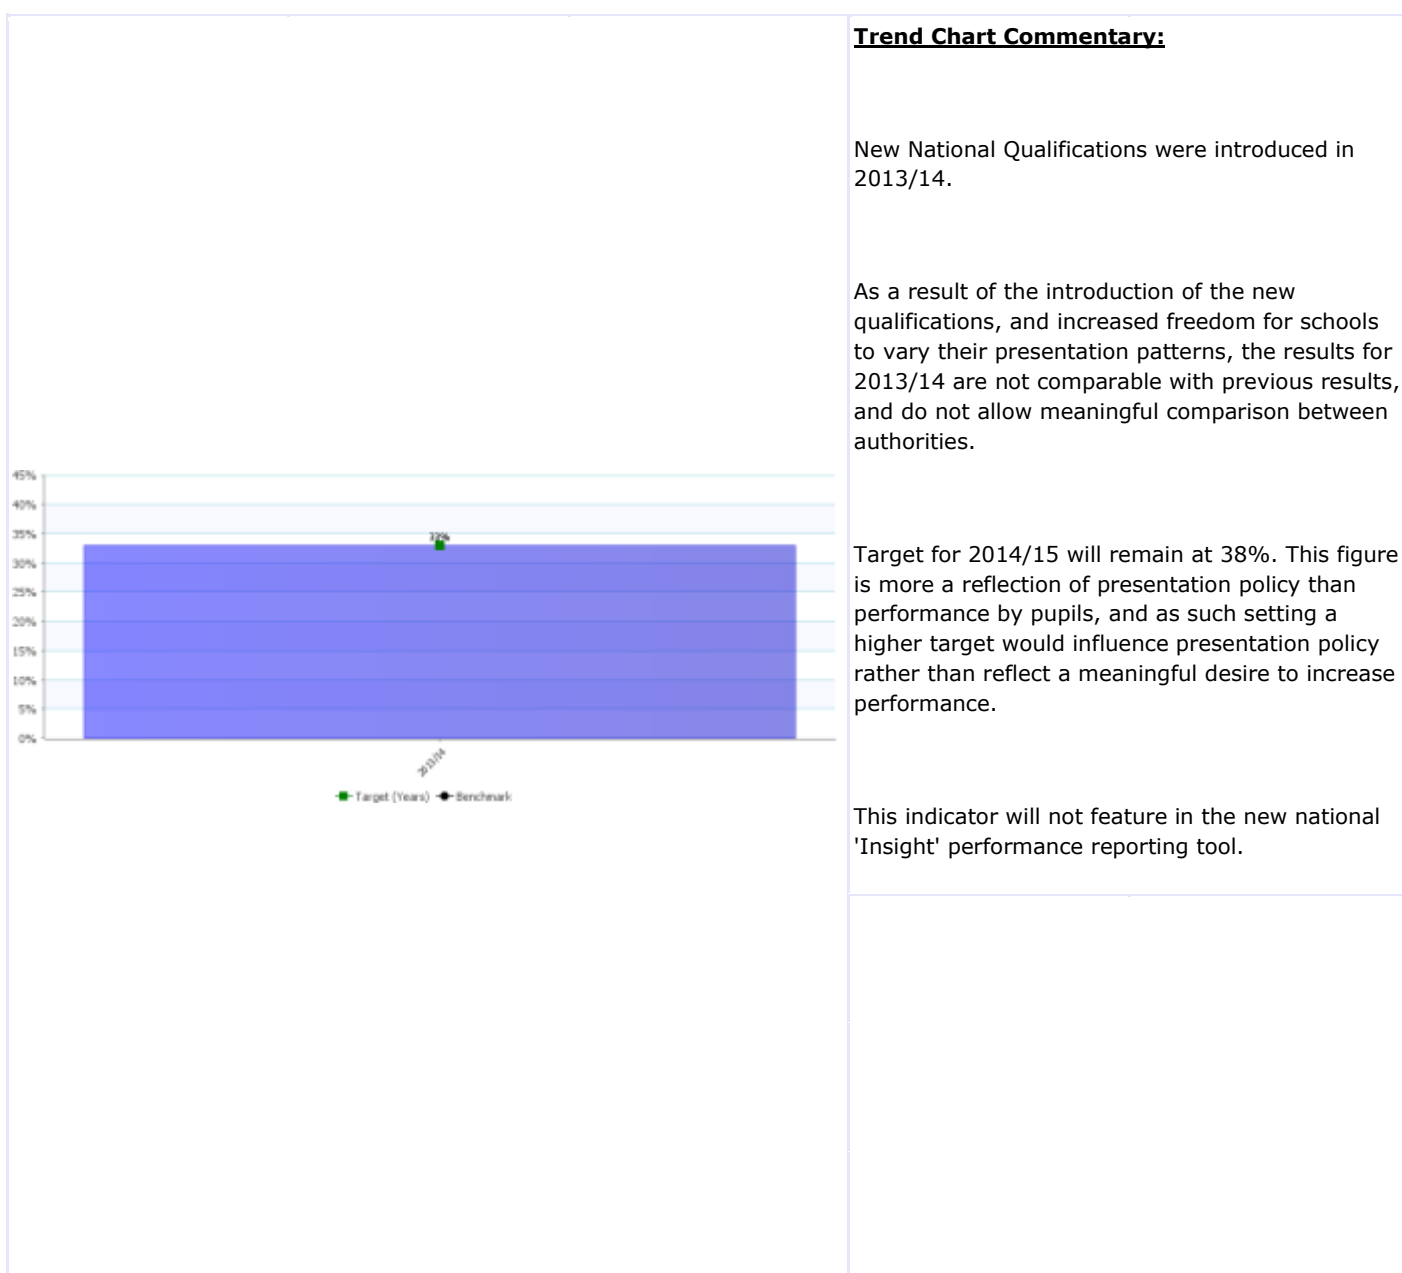 Trend Chart Commentary:
New National Qualifications were introduced in
2013/14.
As a result of the introduction of the new
qualifications, and increased freedom for schools
to vary their presentation patterns, the results for
2013/14 are not comparable with previous results,
and do not allow meaningful comparison between
authorities.
45%
40%
35%
30%
25%
20%
15%
10%
5%
0%
2013/14
Target (Years) Benchmark
Target for 2014/15 will remain at 38%. This figure
is more a reflection of presentation policy than
performance by pupils, and as such setting a
higher target would influence presentation policy
rather than reflect a meaningful desire to increase
performance.
This indicator will not feature in the new national
'Insight' performance reporting tool.